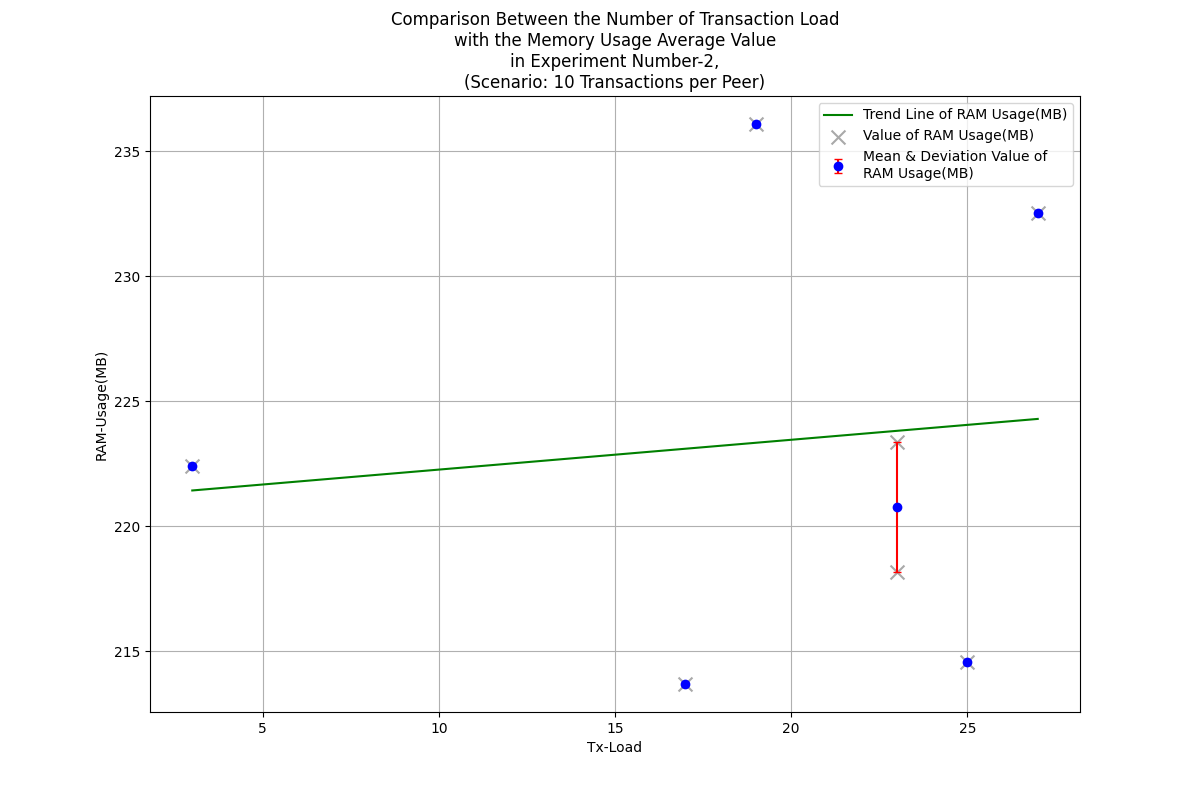 Comparison Between the Number of Transaction Load
with the Memory Usage Average Value
in Experiment Number-2,
(Scenario: 10 Transactions per Peer)
Trend Line of RAM Usage(MB)
Value of RAM Usage(MB)
Mean & Deviation Value of
RAM Usage(MB)
RAM-Usage(MB)
235
230
225
220
215
5 10 15 20 25
Tx-Load